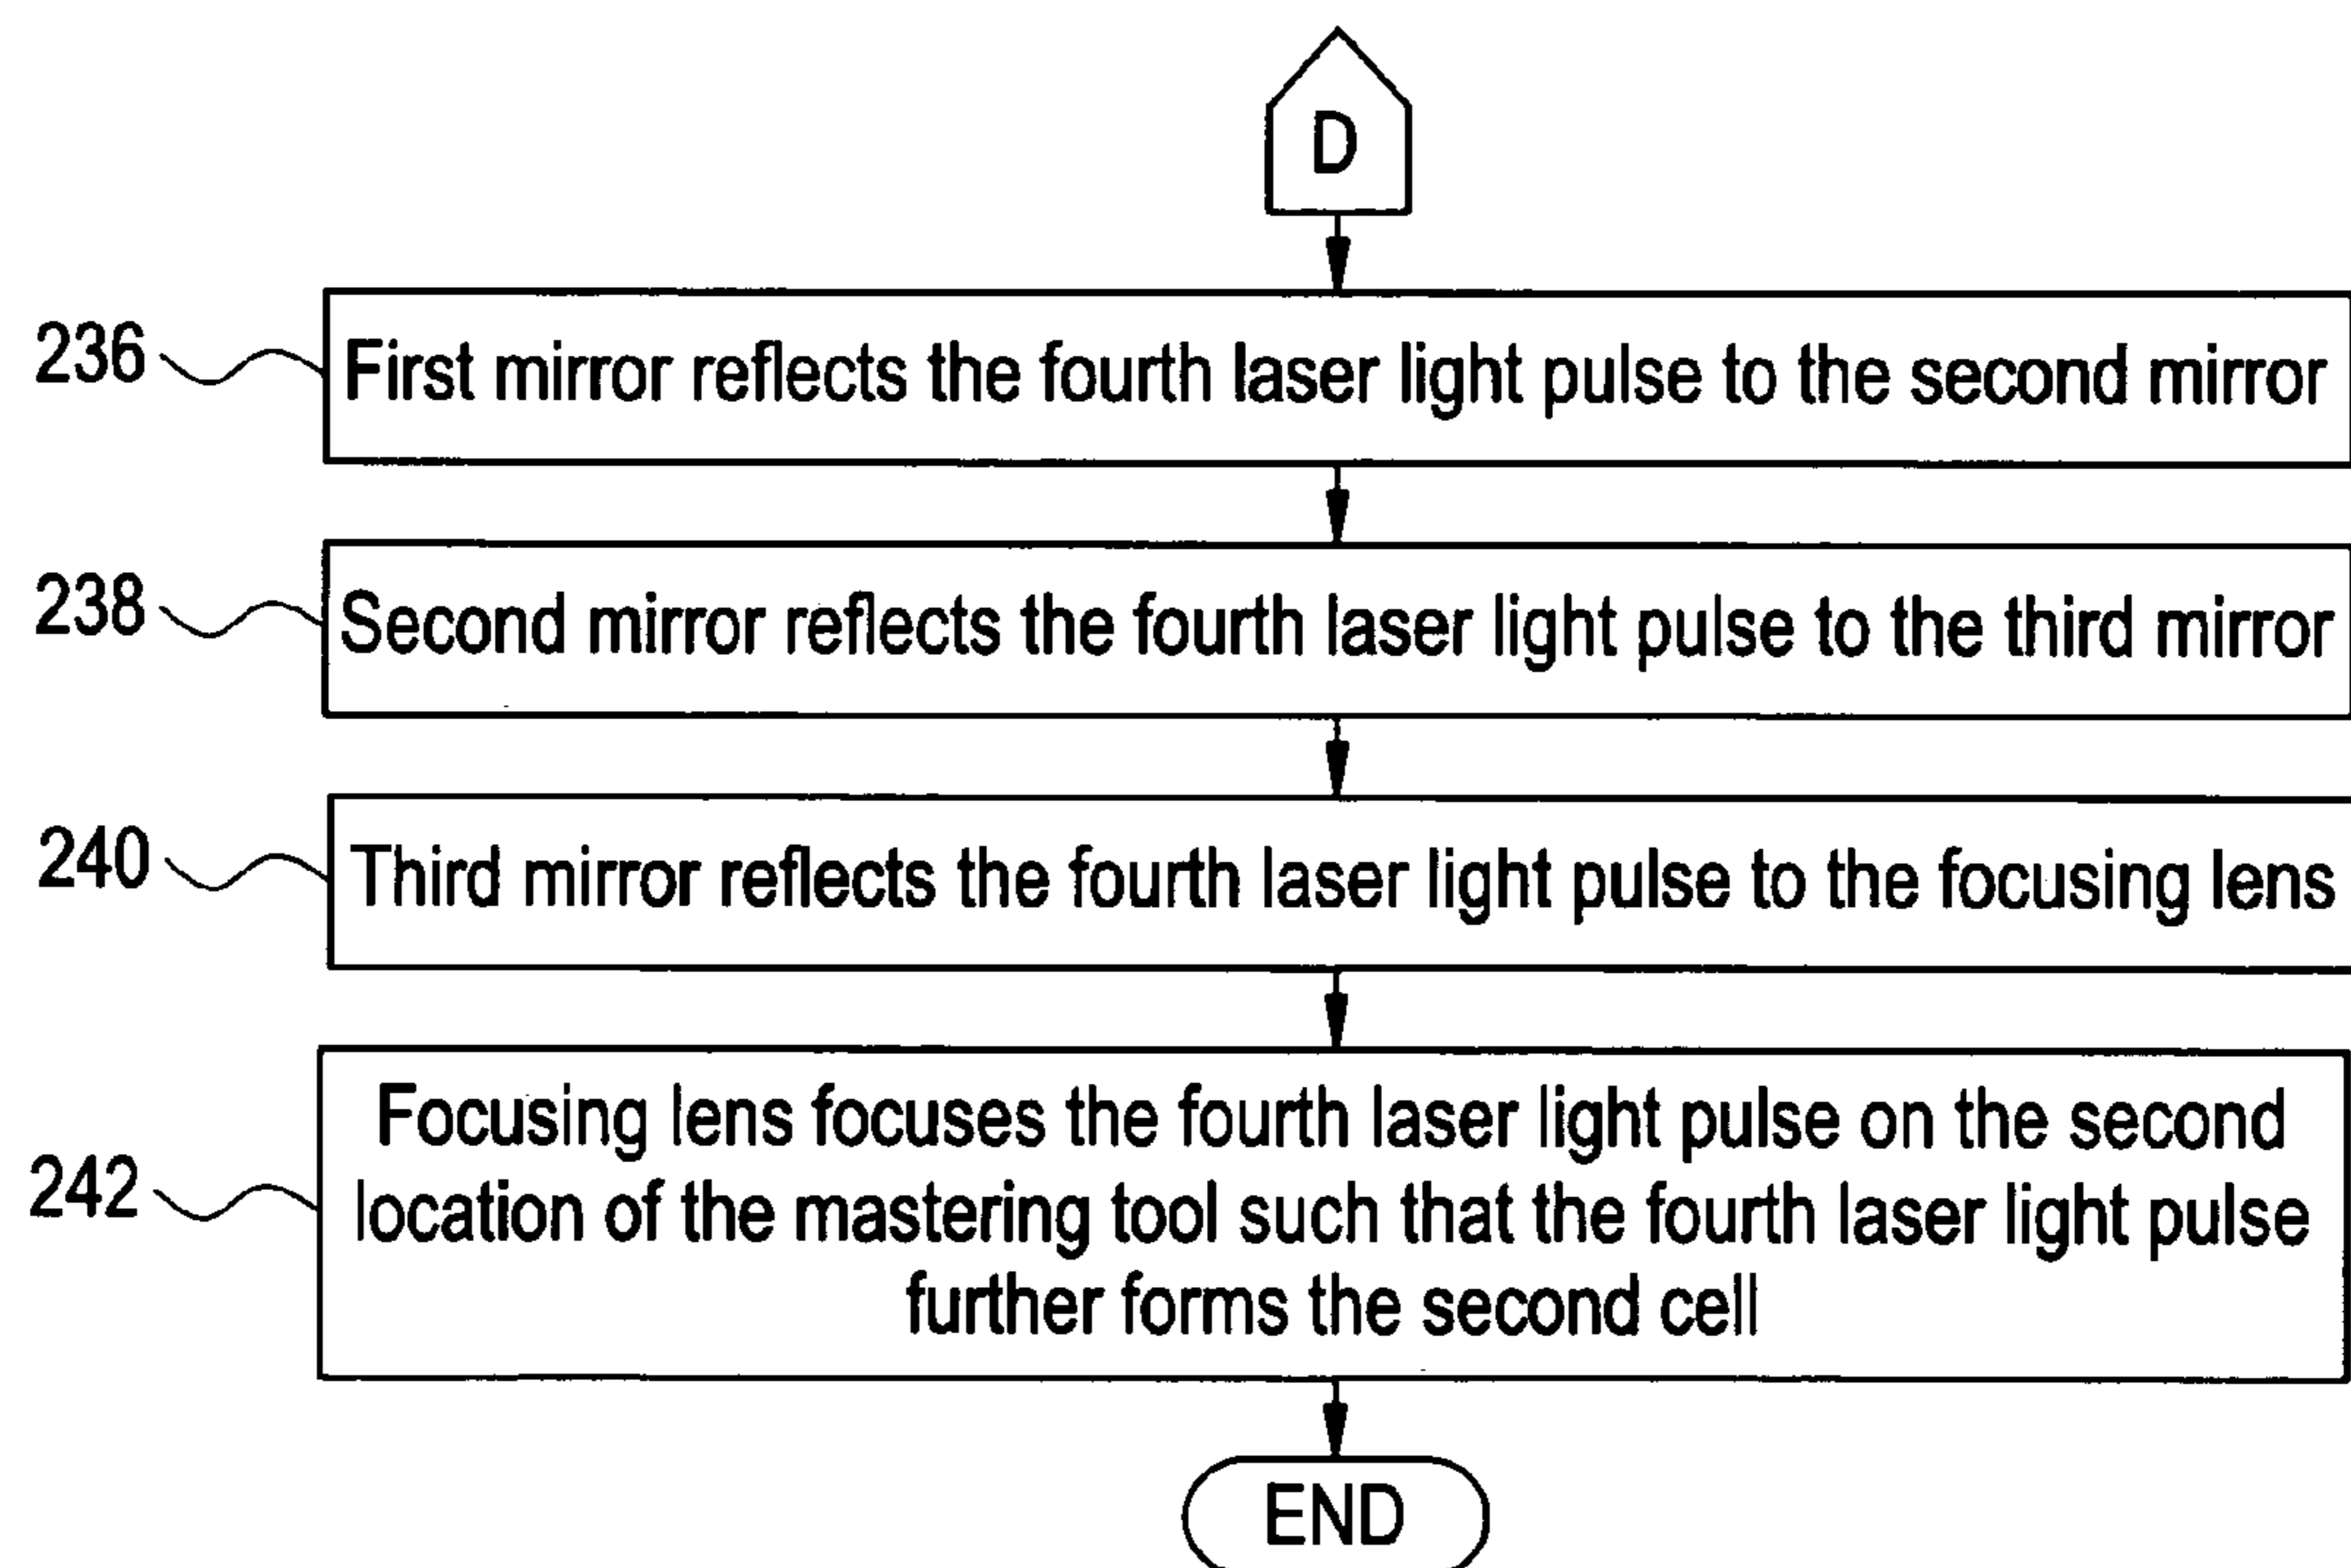 D
236
First mirror reflects the fourth laser light pulse to the second mirror
238
Second mirror reflects the fourth laser light pulse to the third mirror
240
Third mirror reflects the fourth laser light pulse to the focusing lens
242
Focusing lens focuses the fourth laser light pulse on the second
location of the mastering tool such that the fourth laser light pulse
further forms the second cell
END